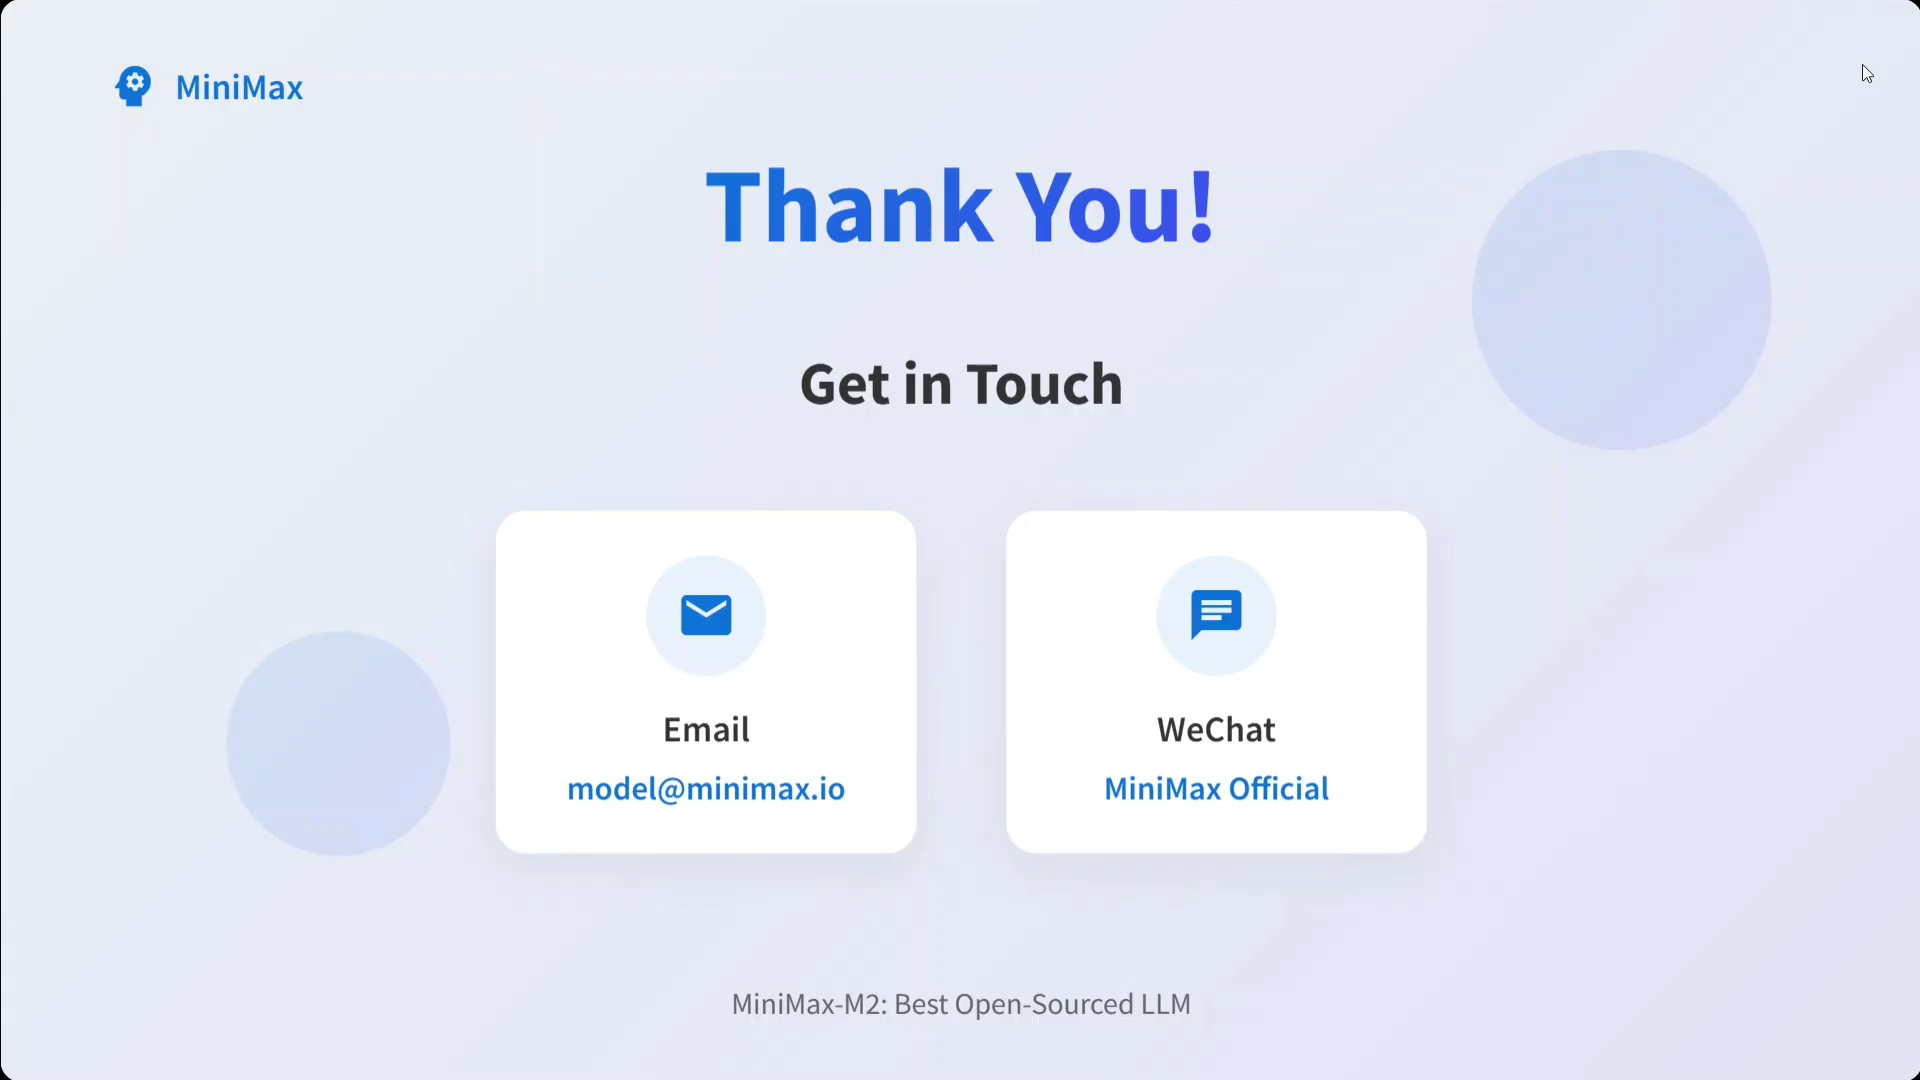 MiniMax
Thank You!
Get in Touch
Email
model@minimax.io
WeChat
MiniMax Official
MiniMax-M2: Best Open-Sourced LLM